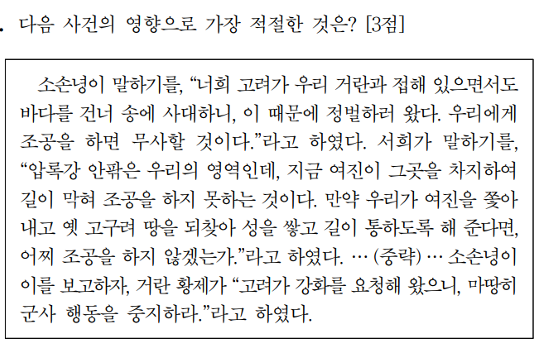 . 다음 사건의 영향으로 가장 적절한 것은? [3점]
소손녕이 말하기를, “너희 고려가 우리 거란과 접해 있으면서도
바다를 건너 송에 사대하니, 이 때문에 정벌하러 왔다. 우리에게
조공을 하면 무사할 것이다.”라고 하였다. 서희가 말하기를,
“압록강 안팎은 우리의 영역인데, 지금 여진이 그곳을 차지하여
길이 막혀 조공을 하지 못하는 것이다. 만약 우리가 여진을 쫓아
내고 옛 고구려 땅을 되찾아 성을 쌓고 길이 통하도록 해 준다면,
어찌 조공을 하지 않겠는가.”라고 하였다. … (중략) … 소손녕이
이를 보고하자, 거란 황제가 “고려가 강화를 요청해 왔으니, 마땅히
군사 행동을 중지하라.”라고 하였다.